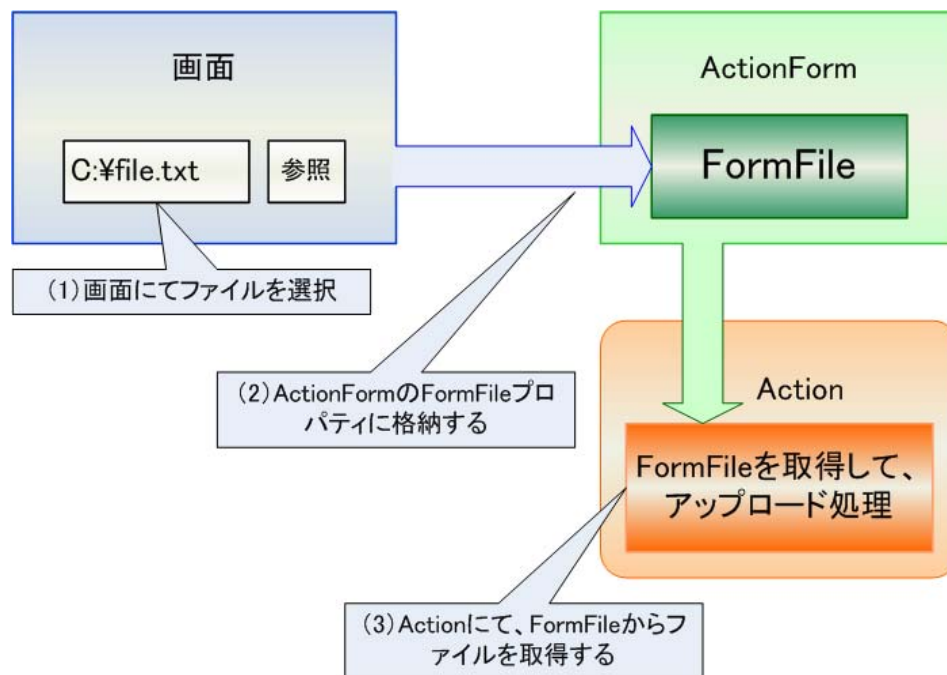 画面
C:¥file.txt
参照
(1)画面にてファイルを選択
ActionForm
FormFile
(2)ActionFormのFormFileプロ
パティに格納する
Action
FormFileを取得して、
アップロード処理
(3)Actionにて、FormFileからフ
ァイルを取得する